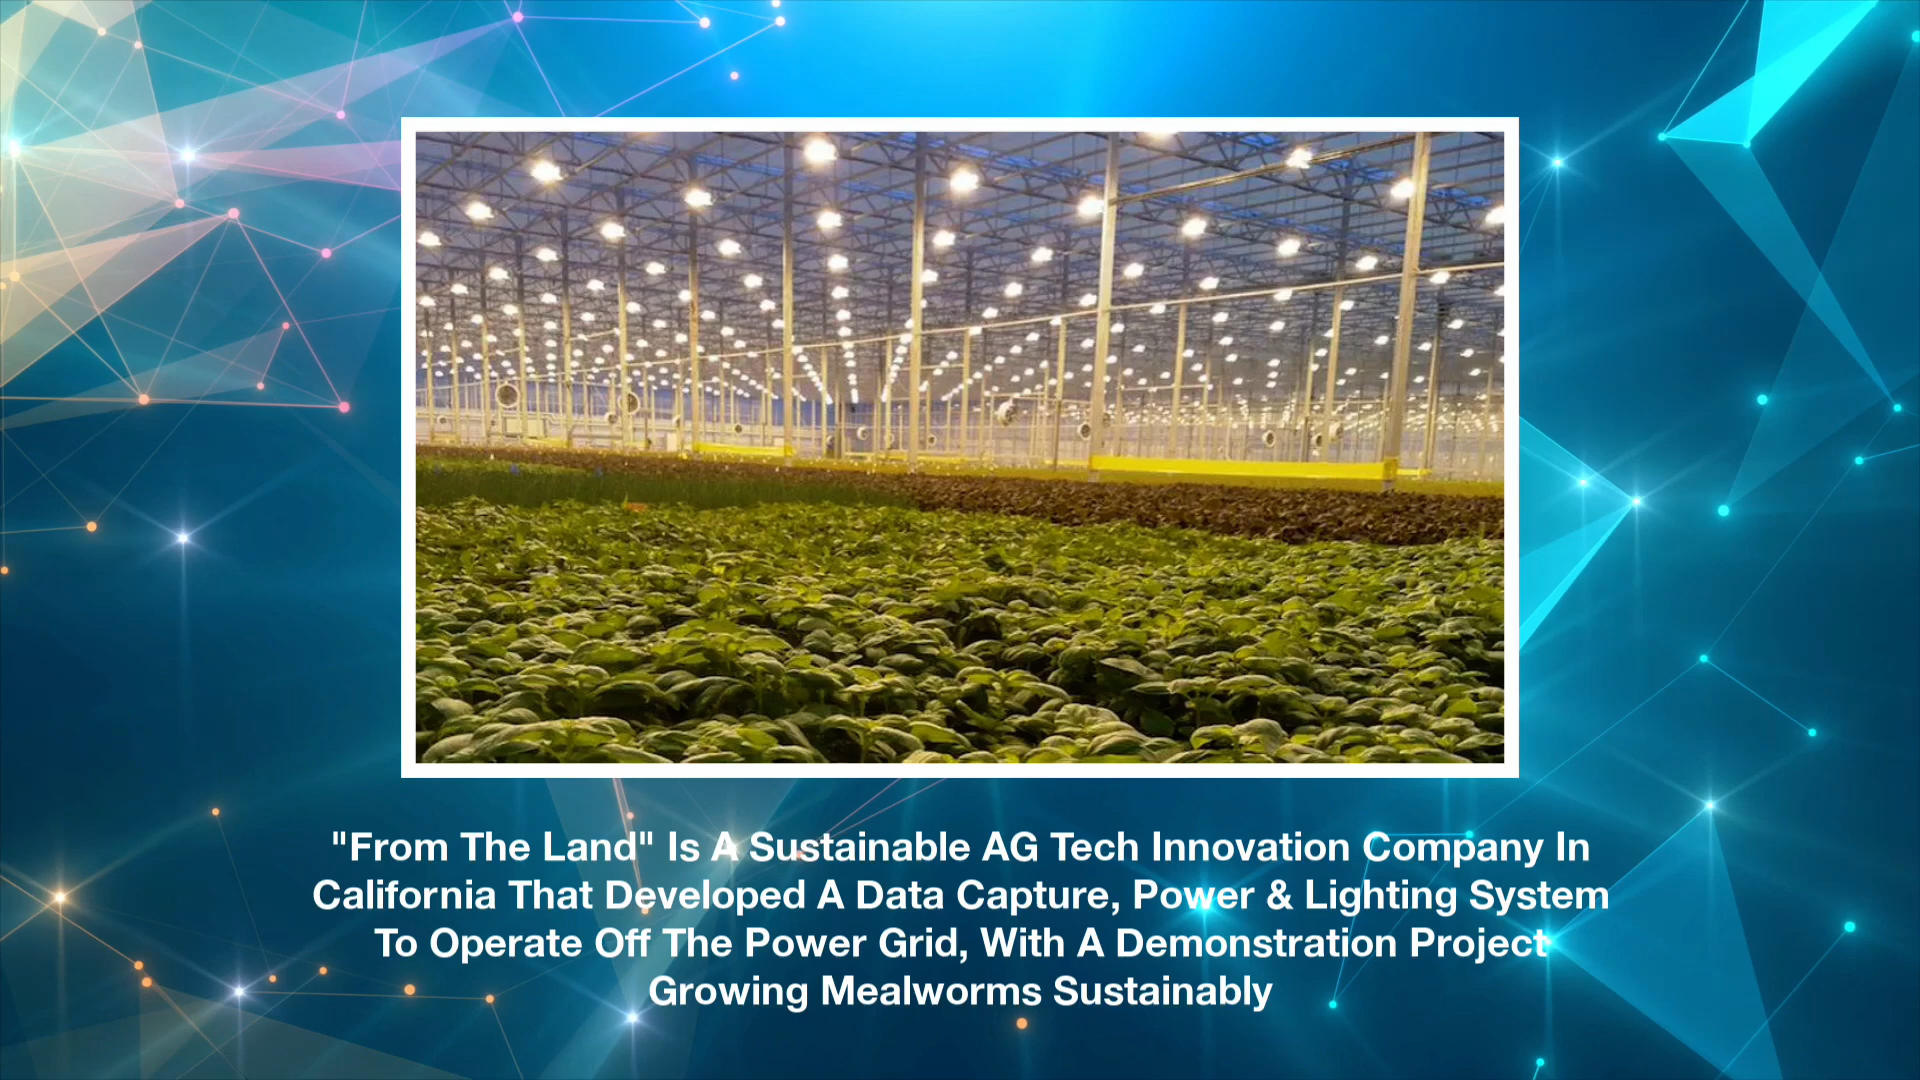 "From The Land" Is A Sustainable AG Tech Innovation Company In
California That Developed A Data Capture, Power & Lighting System
To Operate Off The Power Grid, With A Demonstration Project
Growing Mealworms Sustainably